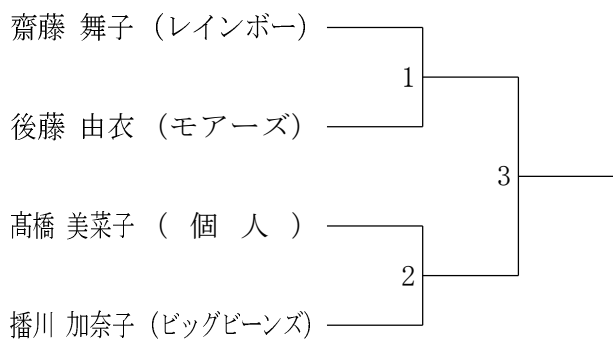 齋藤 舞子 (レインボー)
1
後藤 由衣 (モアーズ)
3
髙橋 美菜子 ( 個 人 )
2
播川 加奈子 (ビッグビーンズ)